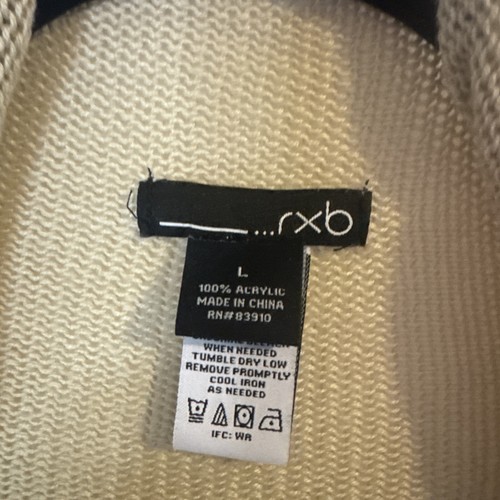 ...rxb
L
100% ACRYLIC
MADE IN CHINA
RN#83910
WHEN NEEDED
TUMBLE DRY LOW
REMOVE PROMPTLY
COOL IRON
AS NEEDED
IFC: WA